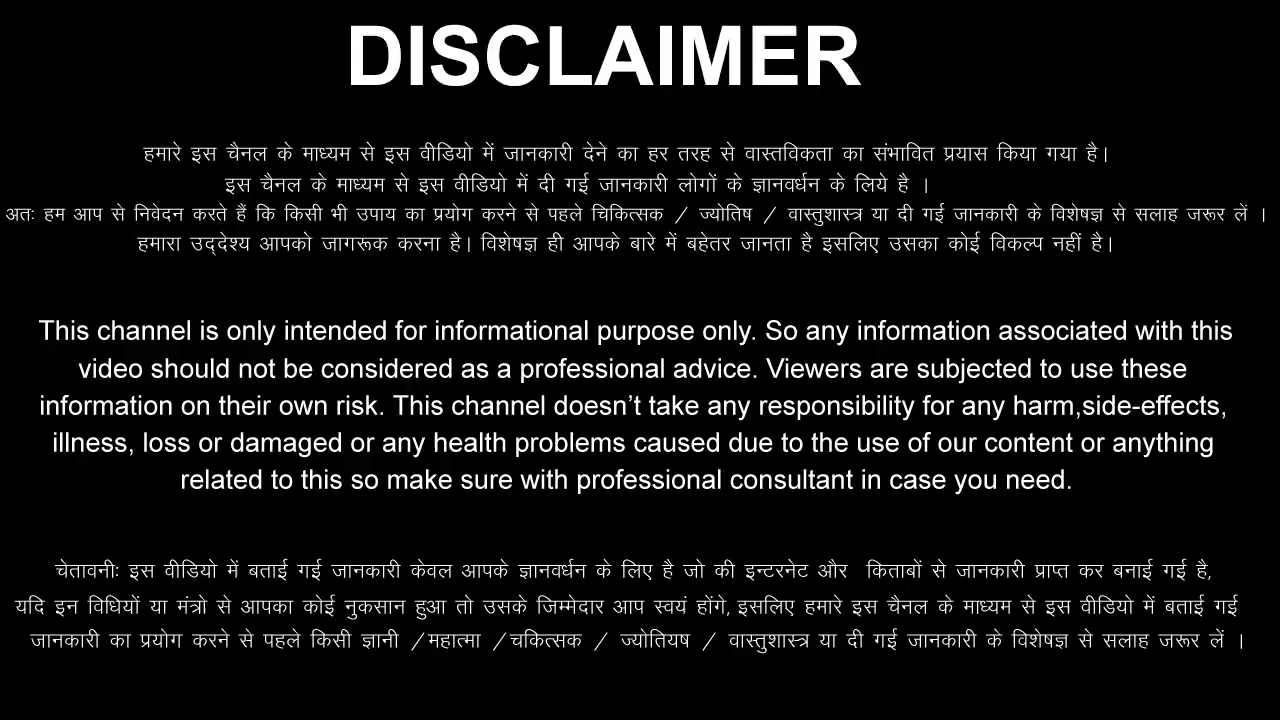 DISCLAIMER
हमारे इस चैनल के माध्यम से इस वीडियो में जानकारी देने का हर तरह से वास्तविकता का संभावित प्रयास किया गया है।
इस चैनल के माध्यम से इस वीडियो में दी गई जानकारी लोगों के ज्ञानवर्धन के लिये है ।
अतः हम आप से निवेदन करते हैं कि किसी भी उपाय का प्रयोग करने से पहले चिकित्सक / ज्योतिष / वास्तुशास्त्र या दी गई जानकारी के विशेषज्ञ से सलाह जरूर लें ।
हमारा उद्देश्य आपको जागरूक करना है। विशेषज्ञ ही आपके बारे में बहेतर जानता है इसलिए उसका कोई विकल्प नहीं है।
This channel is only intended for informational purpose only. So any information associated with this
video should not be considered as a professional advice. Viewers are subjected to use these
information on their own risk. This channel doesn’t take any responsibility for any harm,side-effects,
illness, loss or damaged or any health problems caused due to the use of our content or anything
related to this so make sure with professional consultant in case you need.
चेतावनीः इस वीडियो में बताई गई जानकारी केवल आपके ज्ञानवर्धन के लिए है जो की इन्टरनेट और किताबों से जानकारी प्राप्त कर बनाई गई है,
यदि इन विधियों या मंत्रो से आपका कोई नुकसान हुआ तो उसके जिम्मेदार आप स्वयं होंगे, इसलिए हमारे इस चैनल के माध्यम से इस वीडियो में बताई गई
जानकारी का प्रयोग करने से पहले किसी ज्ञानी /महात्मा /चकित्सक / ज्योतियष / वास्तुशास्त्र या दी गई जानकारी के विशेषज्ञ से सलाह जरूर लें ।